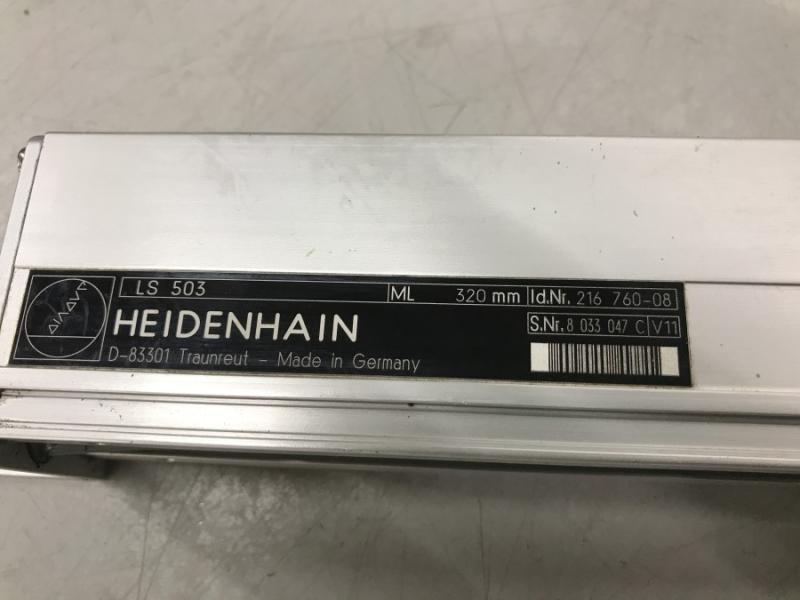 LS 503 ML 320 mm Id.Nr. 216 760-08
HEIDENHAIN S.Nr. 8 033 047 C V11
D-83301 Traunreut - Made in Germany